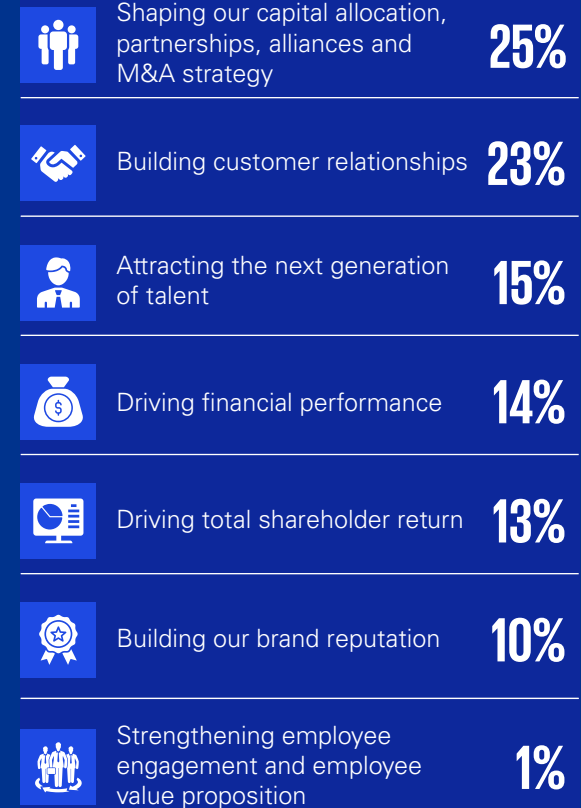 Shaping our capital allocation,
partnerships, alliances and
M&A strategy
25%
Building customer relationships
23%
Attracting the next generation
of talent
15%
$
Driving financial performance
14%
Driving total shareholder return
13%
Building our brand reputation
10%
Strengthening employee
engagement and employee
value proposition
1%